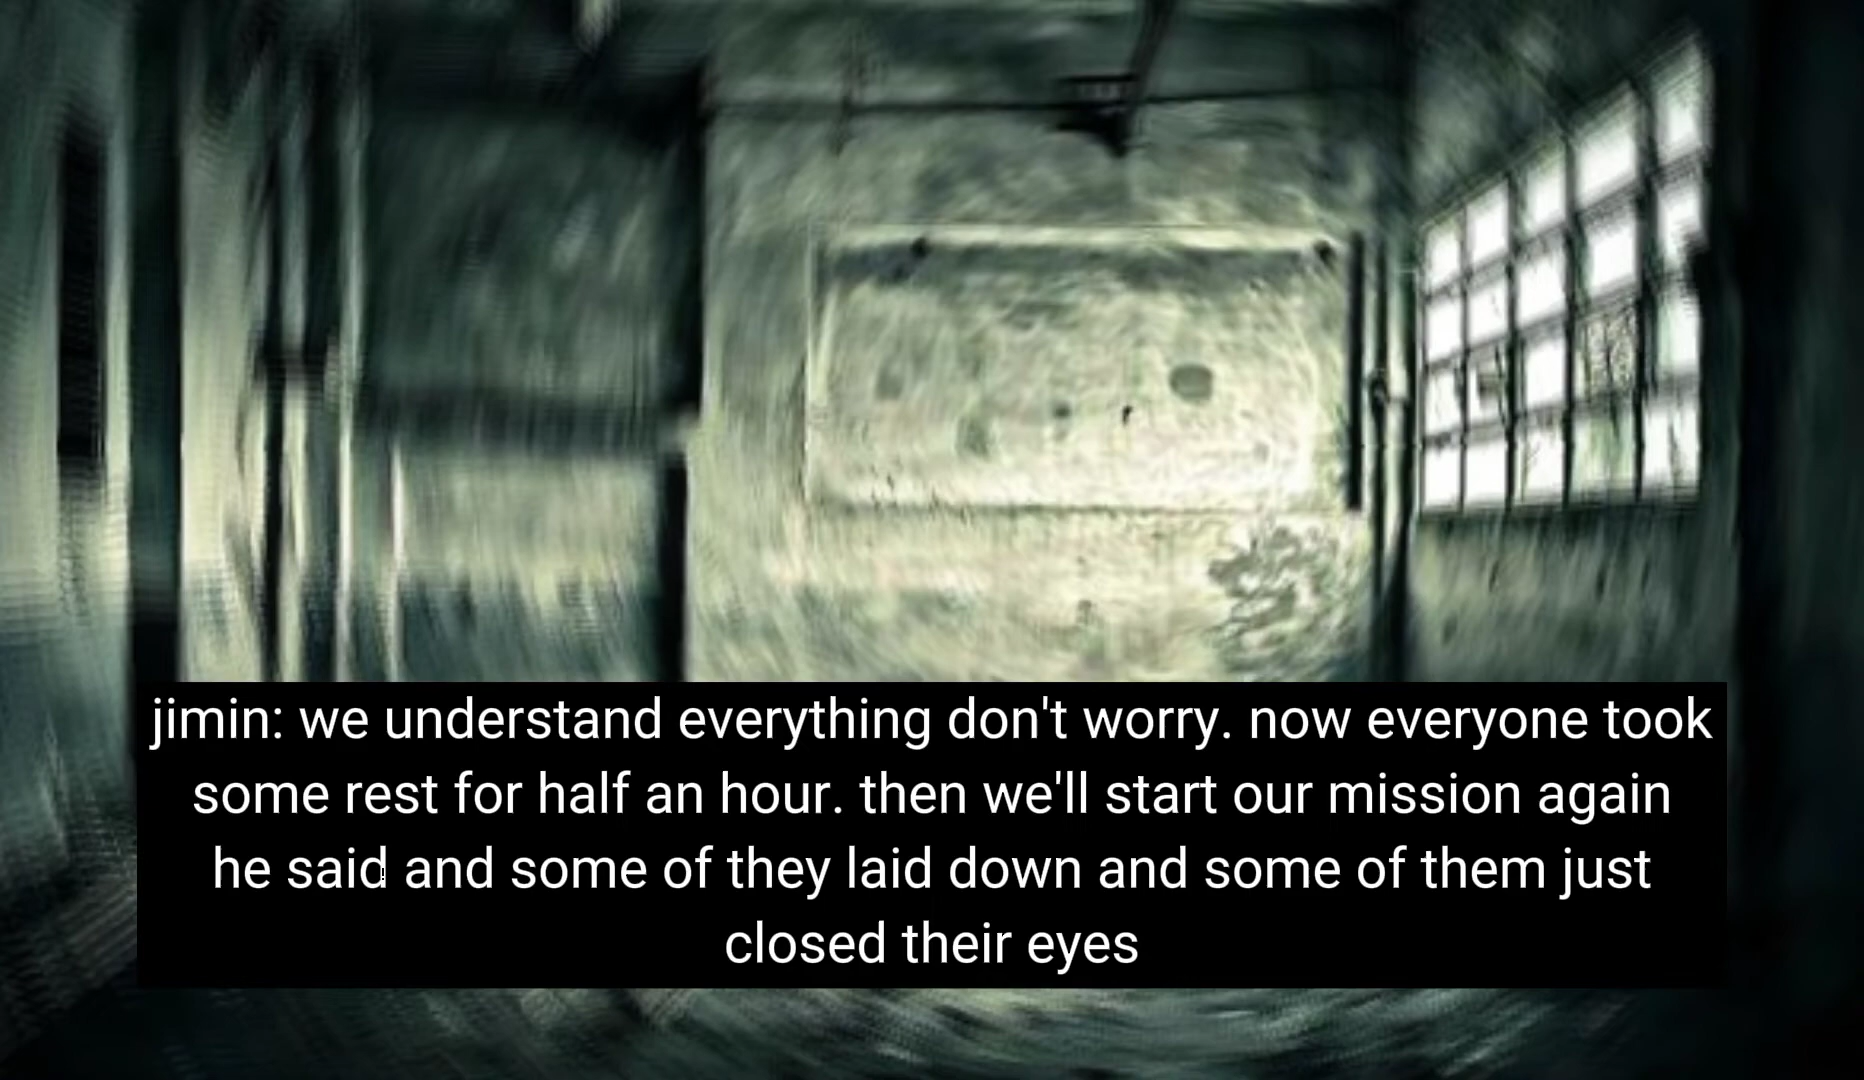 jimin: we understand everything don't worry. now everyone took
some rest for half an hour. then we'll start our mission again
he said and some of they laid down and some of them just
closed their eyes